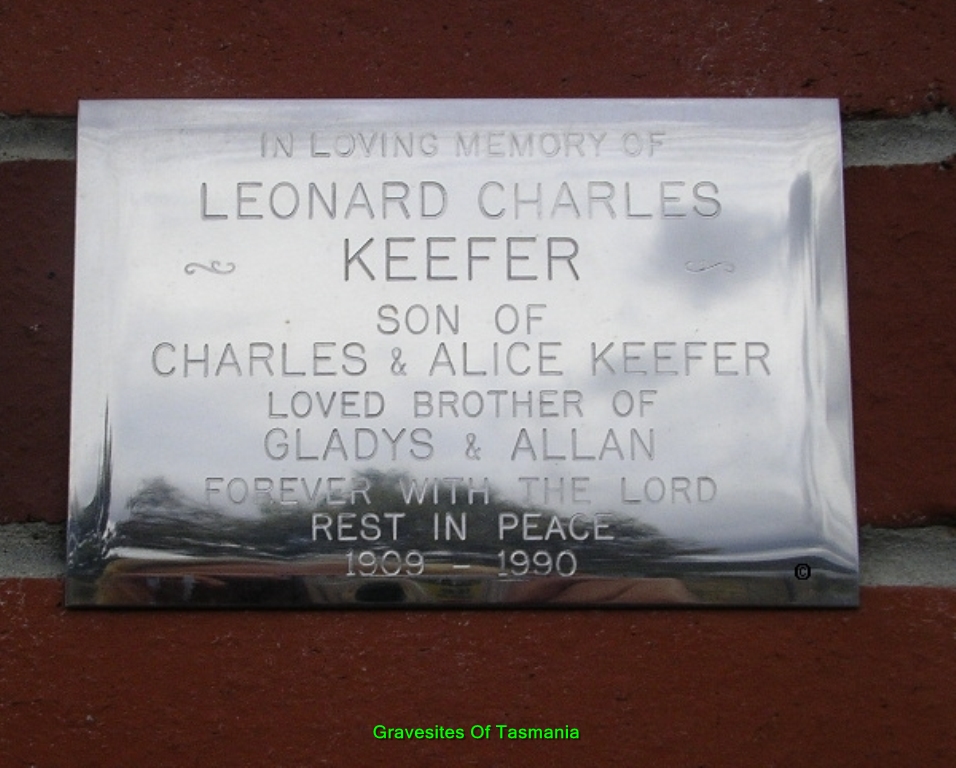 IN LOVING MEMORY OF
LEONARD CHARLES
KEEFER
SON OF
CHARLES & ALICE KEEFER
LOVED BROTHER OF
GLADYS & ALLAN
FOREVER WITH THE LORD
REST IN PEACE
1909 - 1990
©
Gravesites Of Tasmania